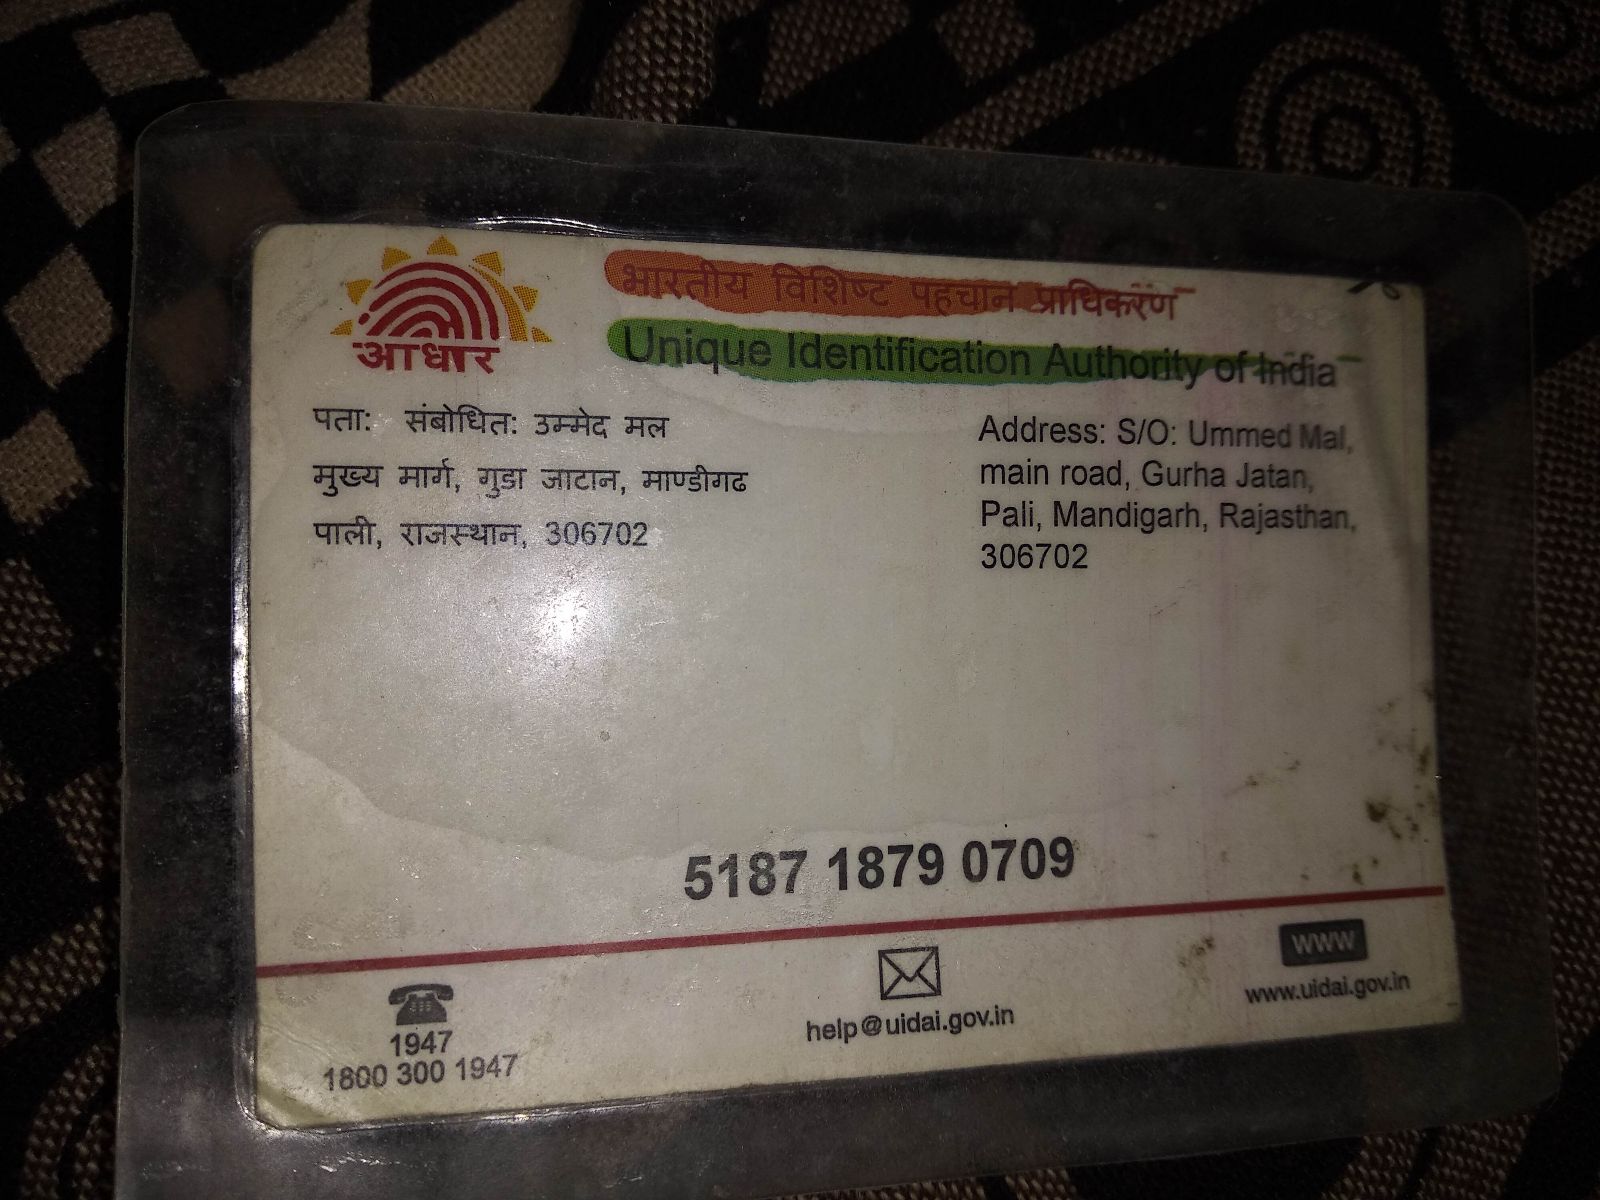 आधार
भारतीय विशिष्ट पहचान प्राधिकरण
Unique Identification Authority of India
पता: संबोधित: उम्मेद मल
मुख्य मार्ग, गुडा जाटान, माण्डीगढ
पाली, राजस्थान, 306702
Address: S/O: Ummed Mal,
main road, Gurha Jatan,
Pali, Mandigarh, Rajasthan,
306702
5187 1879 0709
1947
1800 300 1947
help@uidai.gov.in
WWW
www.uidai.gov.in